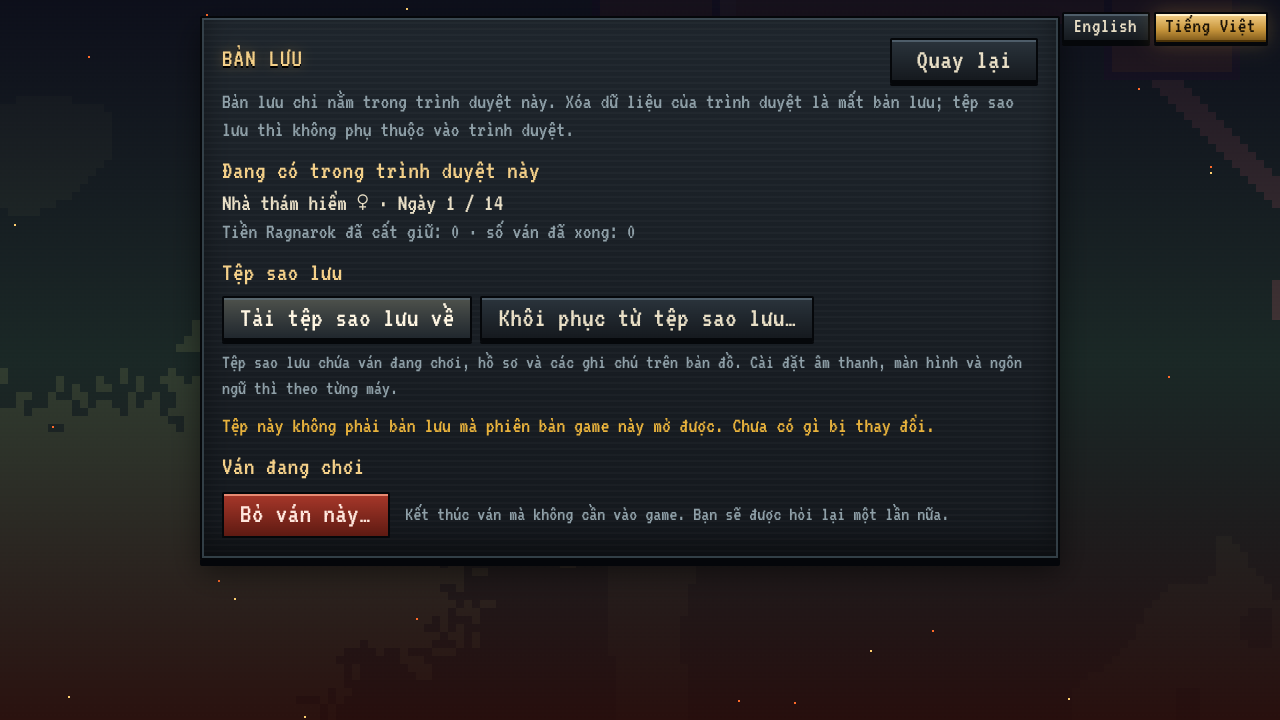 English
Tiếng Việt
BẢN LƯU
Quay lại
Bản lưu chỉ nằm trong trình duyệt này. Xóa dữ liệu của trình duyệt là mất bản lưu; tệp sao
lưu thì không phụ thuộc vào trình duyệt.
Đang có trong trình duyệt này
Nhà thám hiểm ♀ · Ngày 1 / 14
Tiền Ragnarok đã cất giữ: 0 · số ván đã xong: 0
Tệp sao lưu
Tải tệp sao lưu về
Khôi phục từ tệp sao lưu…
Tệp sao lưu chứa ván đang chơi, hồ sơ và các ghi chú trên bản đồ. Cài đặt âm thanh, màn hình và ngôn
ngữ thì theo từng máy.
Tệp này không phải bản lưu mà phiên bản game này mở được. Chưa có gì bị thay đổi.
Ván đang chơi
Bỏ ván này…
Kết thúc ván mà không cần vào game. Bạn sẽ được hỏi lại một lần nữa.